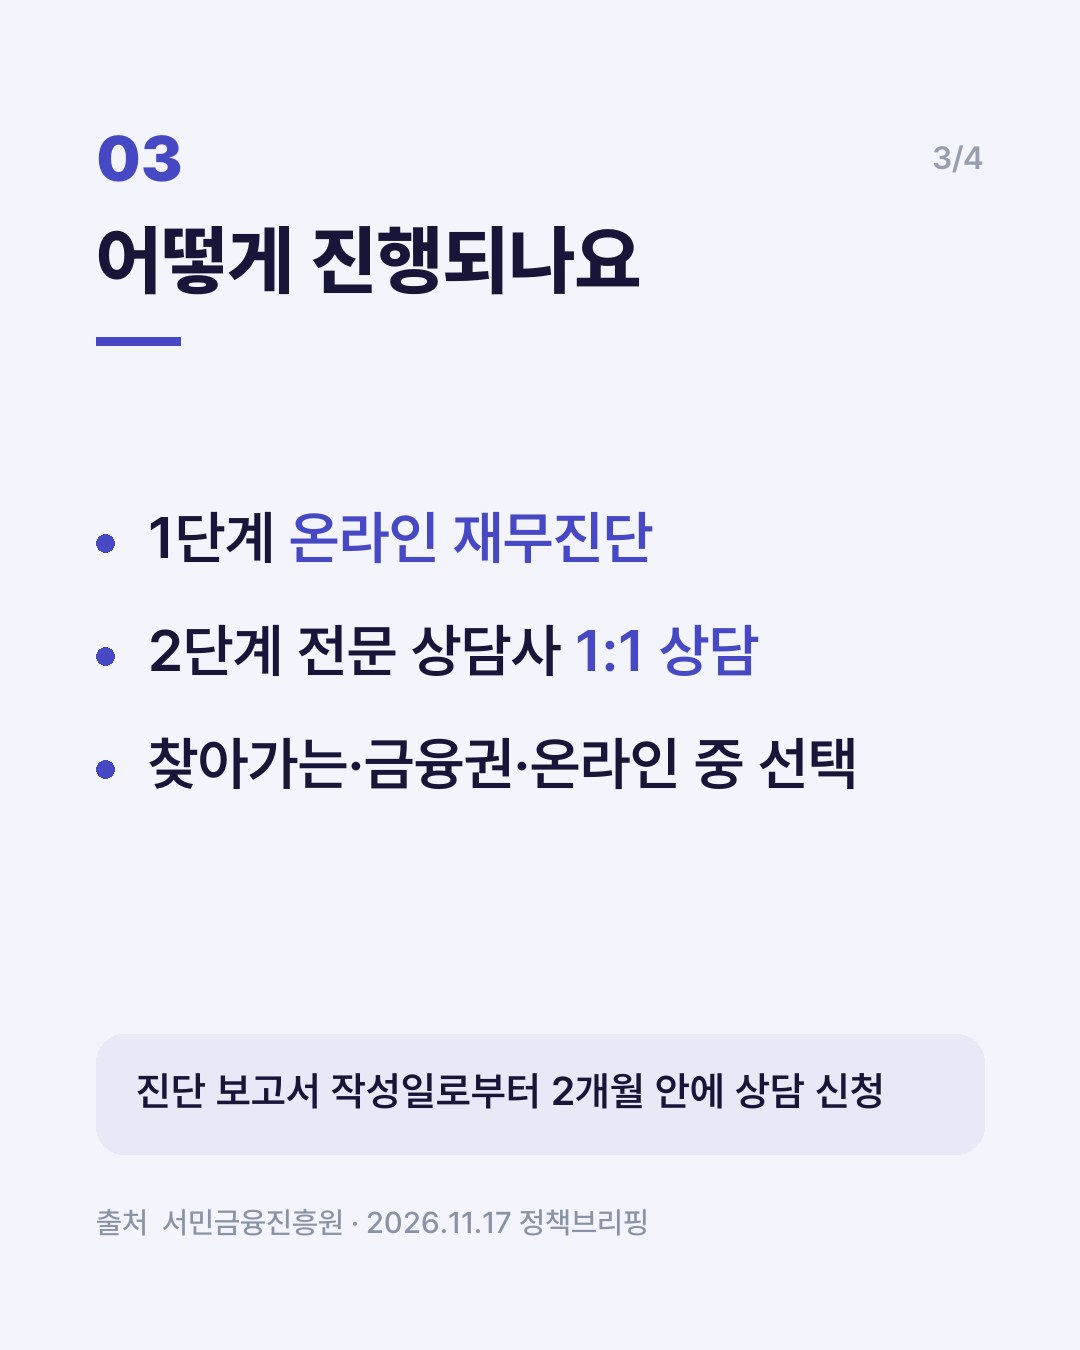 03
3/4
어떻게 진행되나요
1단계 온라인 재무진단
2단계 전문 상담사 1:1 상담
찾아가는·금융권·온라인 중 선택
진단 보고서 작성일로부터 2개월 안에 상담 신청
출처 서민금융진흥원 · 2026.11.17 정책브리핑